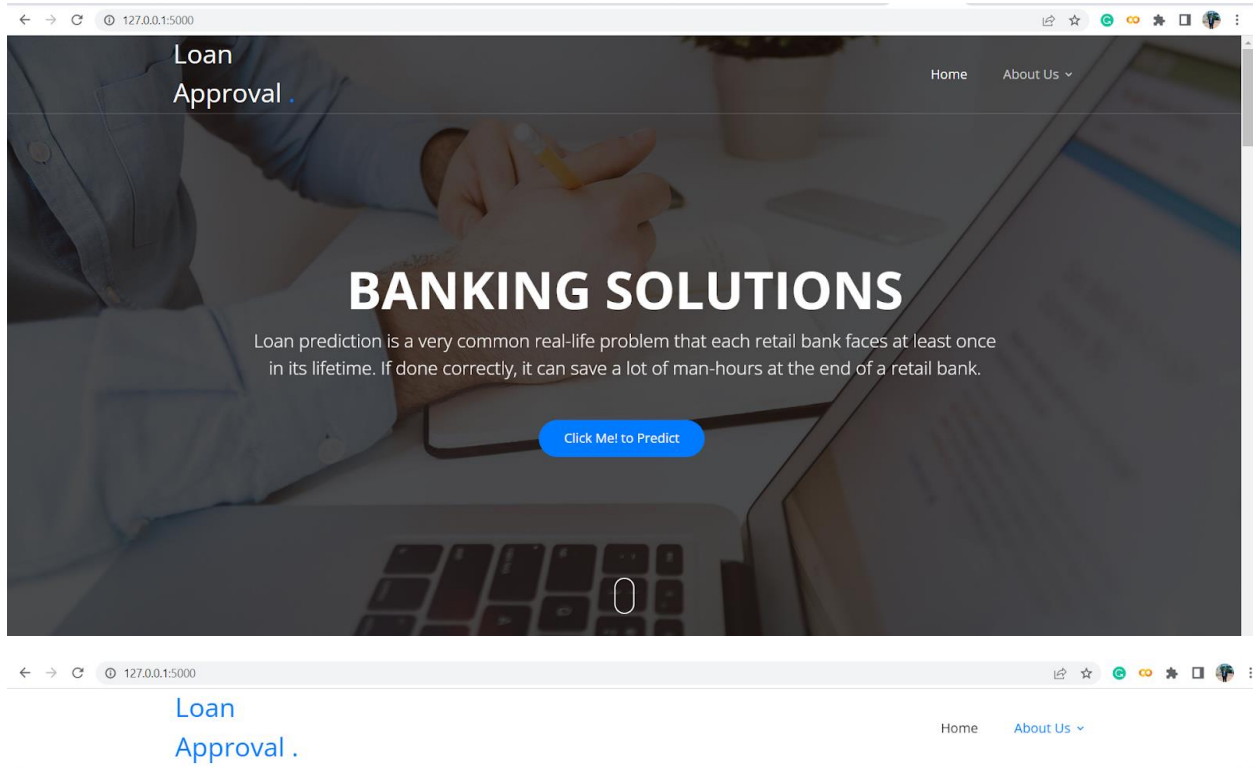 127.0.0.1:5000
Loan
Approval .
Home About Us
BANKING SOLUTIONS
Loan prediction is a very common real-life problem that each retail bank faces at least once
in its lifetime. If done correctly, it can save a lot of man-hours at the end of a retail bank.
Click Me! to Predict
127.0.0.1:5000
Loan
Approval .
Home About Us